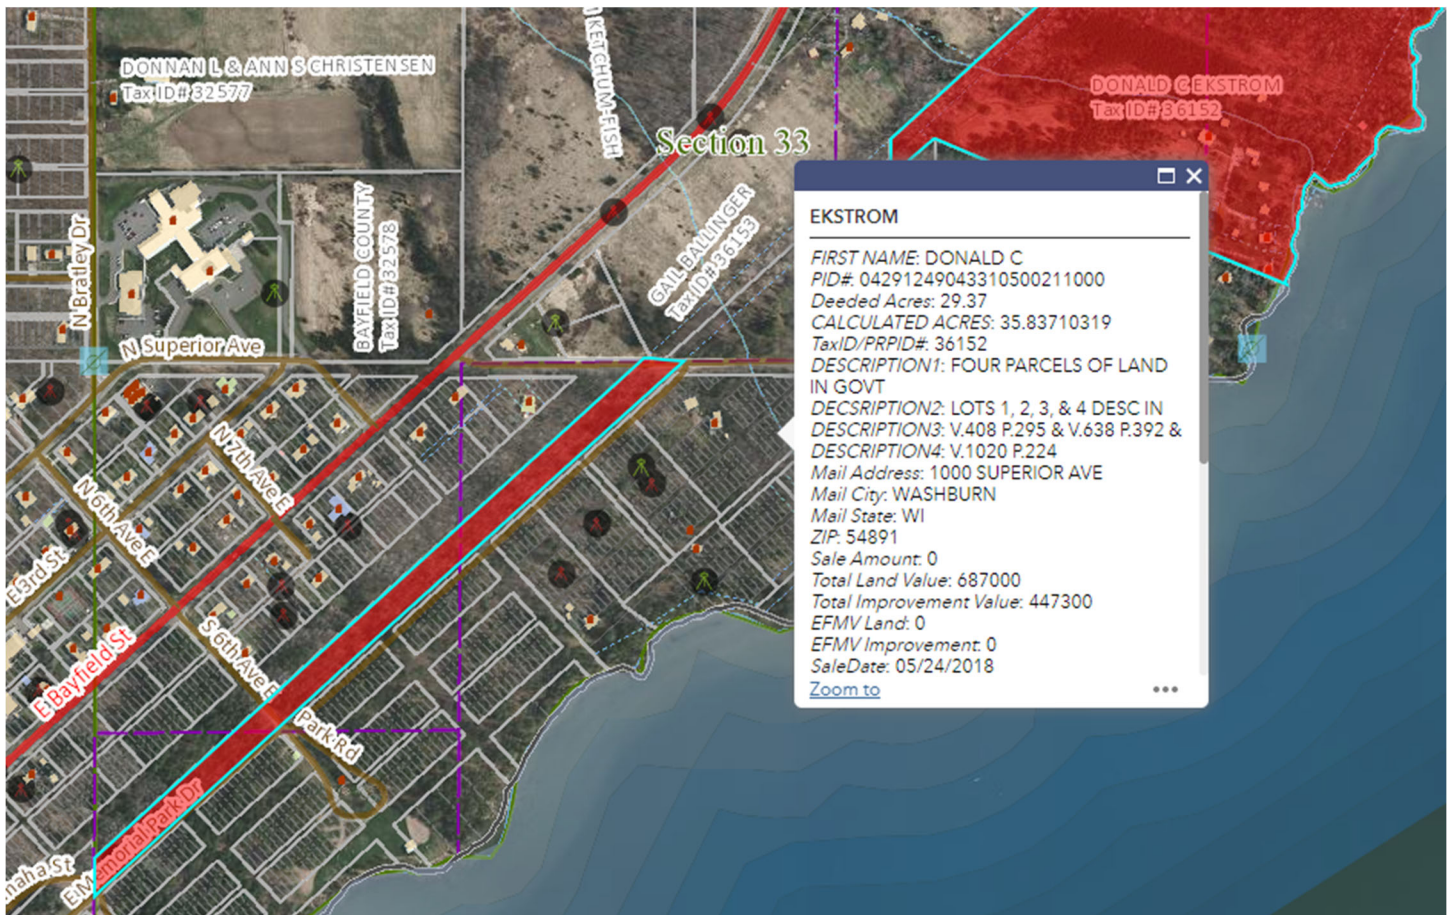 DONNAN L & ANN S CHRISTENSEN
Tax ID# 32577
KETCHUM-FISH
Section 33
DONALD C EKSTROM
Tax ID# 36152
N Bratley Dr
BAYFIELD COUNTY
Tax ID# 32578
GAIL BALLINGER
Tax ID# 36153
N Superior Ave
N 7th Ave E
N 6th Ave E
E 3rd St
S 6th Ave E
E Bayfield St
Park Rd
E Memorial Park Dr
naha St
EKSTROM
FIRST NAME: DONALD C
PID#: 04291249043310500211000
Deeded Acres: 29.37
CALCULATED ACRES: 35.83710319
TaxID/PRPID#: 36152
DESCRIPTION1: FOUR PARCELS OF LAND
IN GOVT
DECSRIPTION2: LOTS 1, 2, 3, & 4 DESC IN
DESCRIPTION3: V.408 P.295 & V.638 P.392 &
DESCRIPTION4: V.1020 P.224
Mail Address: 1000 SUPERIOR AVE
Mail City: WASHBURN
Mail State: WI
ZIP: 54891
Sale Amount: 0
Total Land Value: 687000
Total Improvement Value: 447300
EFMV Land: 0
EFMV Improvement: 0
SaleDate: 05/24/2018
Zoom to